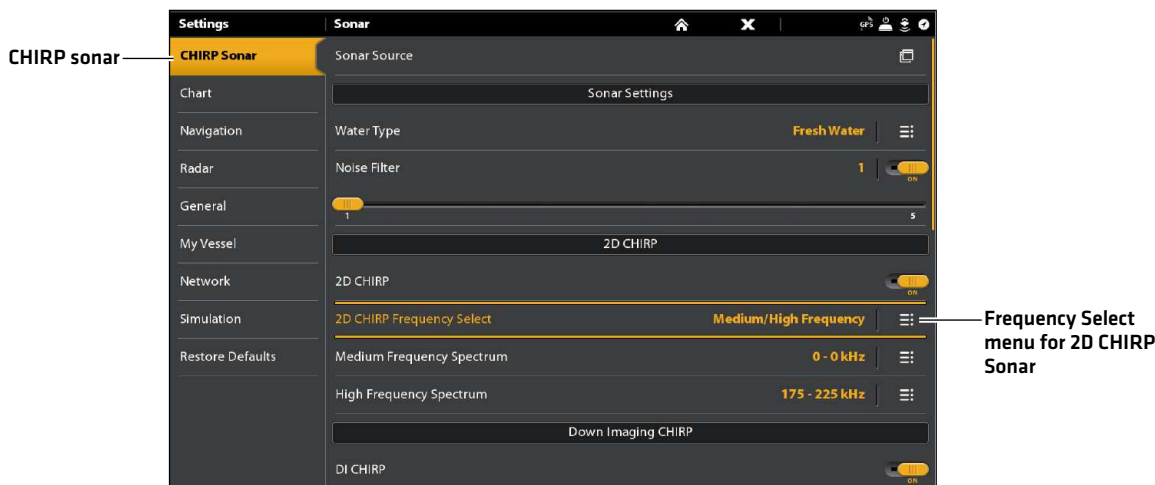 Settings
Sonar
GPS
CHIRP sonar
CHIRP Sonar
Sonar Source
Chart
Sonar Settings
Navigation
Water Type
Fresh Water
Radar
Noise Filter
1
ON
General
1
5
My Vessel
2D CHIRP
Network
2D CHIRP
ON
Simulation
2D CHIRP Frequency Select
Medium/High Frequency
Frequency Select
menu for 2D CHIRP
Sonar
Restore Defaults
Medium Frequency Spectrum
0 - 0 kHz
High Frequency Spectrum
175 - 225 kHz
Down Imaging CHIRP
DI CHIRP
ON